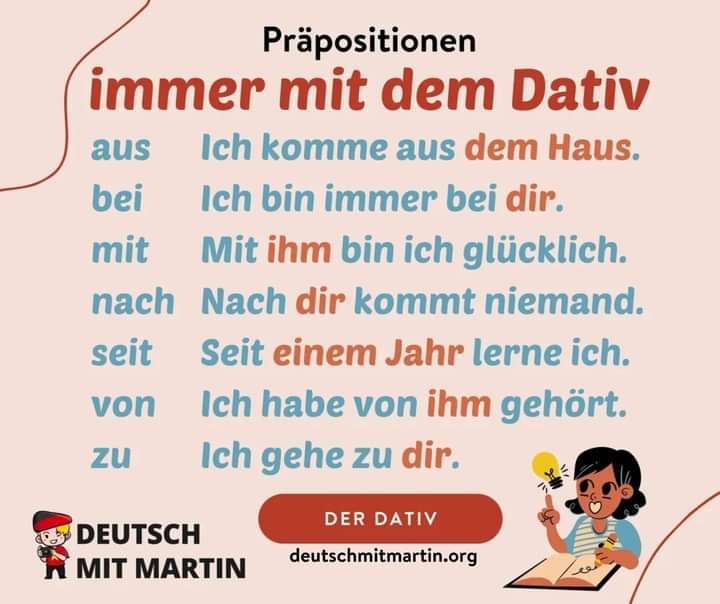 Präpositionen
immer mit dem Dativ
aus Ich komme aus dem Haus.
bei Ich bin immer bei dir.
mit Mit ihm bin ich glücklich.
nach Nach dir kommt niemand.
seit Seit einem Jahr lerne ich.
von Ich habe von ihm gehört.
zu Ich gehe zu dir.
DER DATIV
deutschmitmartin.org
DEUTSCH
MIT MARTIN